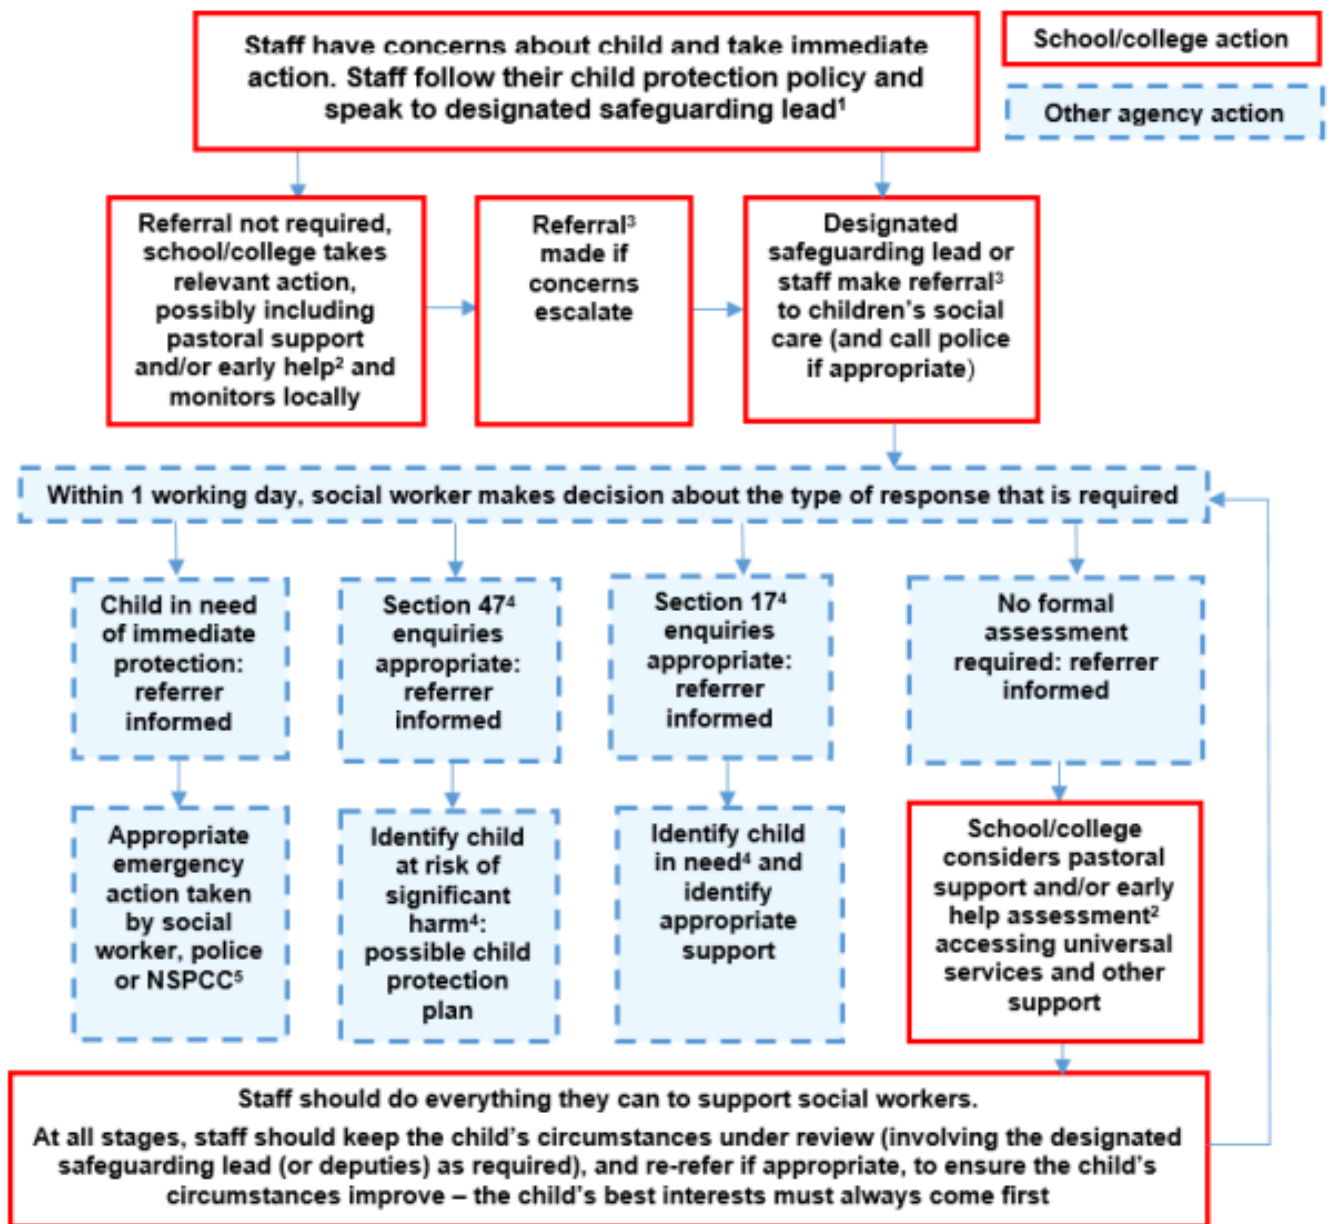 Staff have concerns about child and take immediate
action. Staff follow their child protection policy and
speak to designated safeguarding lead¹
School/college action
Other agency action
Referral not required,
school/college takes
relevant action,
possibly including
pastoral support
and/or early help² and
monitors locally
Referral³
made if
concerns
escalate
Designated
safeguarding lead or
staff make referral³
to children’s social
care (and call police
if appropriate)
Within 1 working day, social worker makes decision about the type of response that is required
Child in need
of immediate
protection:
referrer
informed
Section 47⁴
enquiries
appropriate:
referrer
informed
Section 17⁴
enquiries
appropriate:
referrer
informed
No formal
assessment
required: referrer
informed
Appropriate
emergency
action taken
by social
worker, police
or NSPCC⁵
Identify child
at risk of
significant
harm⁴:
possible child
protection
plan
Identify child
in need⁴ and
identify
appropriate
support
School/college
considers pastoral
support and/or early
help assessment²
accessing universal
services and other
support
Staff should do everything they can to support social workers.
At all stages, staff should keep the child’s circumstances under review (involving the designated
safeguarding lead (or deputies) as required), and re-refer if appropriate, to ensure the child’s
circumstances improve – the child’s best interests must always come first